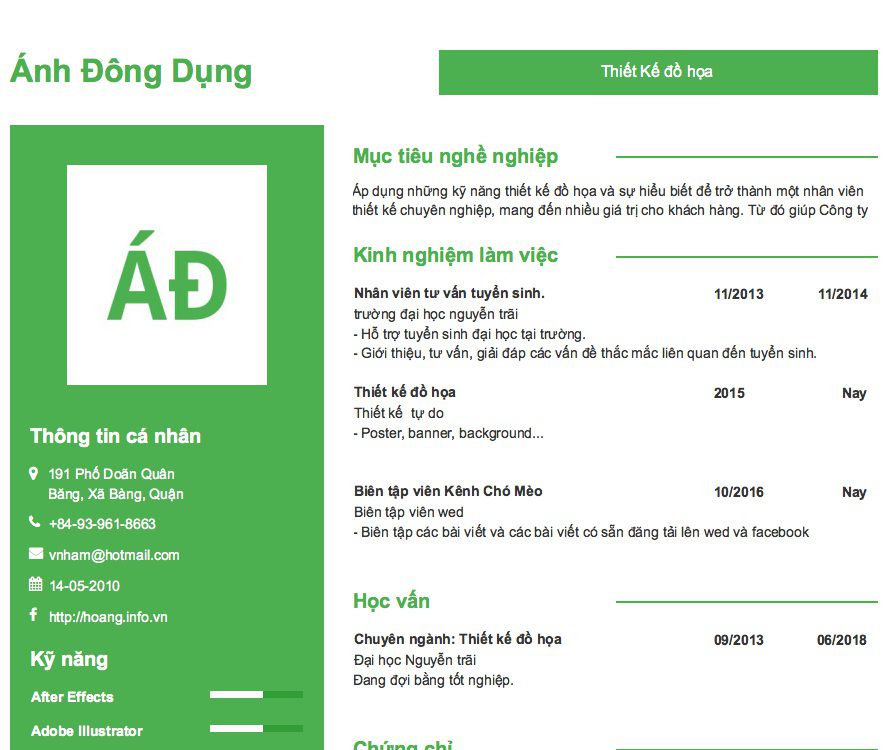 Ánh Đông Dụng
Thiết Kế đồ họa
ÁĐ
Thông tin cá nhân
191 Phố Doãn Quân
Băng, Xã Bàng, Quận
+84-93-961-8663
vnham@hotmail.com
14-05-2010
http://hoang.info.vn
Kỹ năng
After Effects
Adobe Illustrator
Mục tiêu nghề nghiệp
Áp dụng những kỹ năng thiết kế đồ họa và sự hiểu biết để trở thành một nhân viên
thiết kế chuyên nghiệp, mang đến nhiều giá trị cho khách hàng. Từ đó giúp Công ty
Kinh nghiệm làm việc
Nhân viên tư vấn tuyển sinh. 11/2013 11/2014
trường đại học nguyễn trãi
- Hỗ trợ tuyển sinh đại học tại trường.
- Giới thiệu, tư vấn, giải đáp các vấn đề thắc mắc liên quan đến tuyển sinh.
Thiết kế đồ họa 2015 Nay
Thiết kế tự do
- Poster, banner, background...
Biên tập viên Kênh Chó Mèo 10/2016 Nay
Biên tập viên wed
- Biên tập các bài viết và các bài viết có sẵn đăng tải lên wed và facebook
Học vấn
Chuyên ngành: Thiết kế đồ họa 09/2013 06/2018
Đại học Nguyễn trãi
Đang đợi bằng tốt nghiệp.
Chứng chỉ